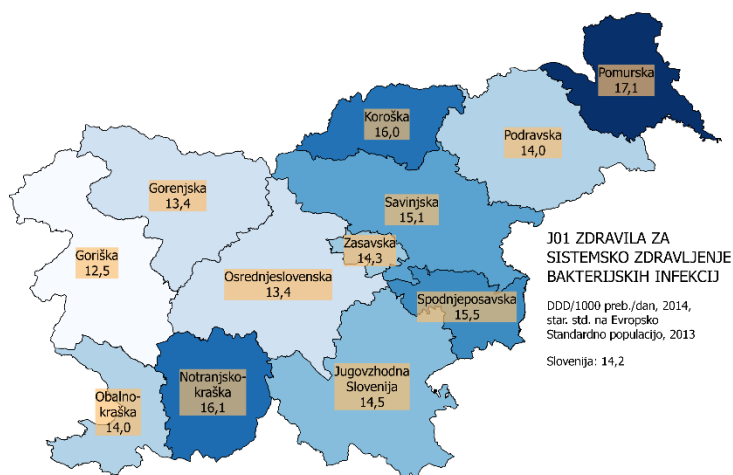 Pomurska
17,1
Koroška
16,0
Podravska
14,0
Gorenjska
13,4
Savinjska
15,1
Zasavska
14,3
Goriška
12,5
Osrednjeslovenska
13,4
Spodnjeposavska
15,5
Notranjsko-
kraška
16,1
Jugovzhodna
Slovenija
14,5
Obalno-
kraška
14,0
J01 ZDRAVILA ZA
SISTEMSKO ZDRAVLJENJE
BAKTERIJSKIH INFEKCIJ
DDD/1000 preb./dan, 2014,
star. std. na Evropsko
Standardno populacijo, 2013
Slovenija: 14,2